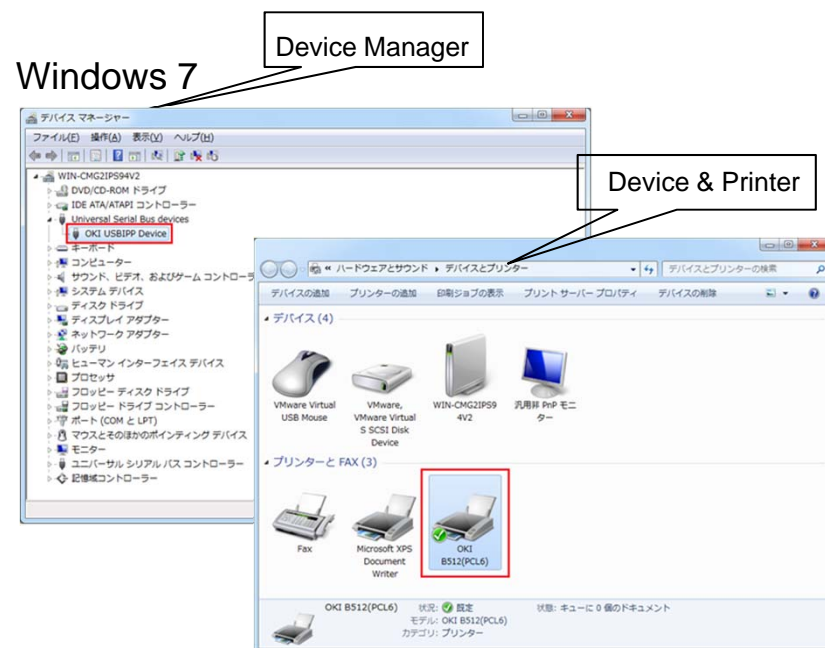 Device Manager
Windows 7
デバイス マネージャー
ファイル(F) 操作(A) 表示(V) ヘルプ(H)
WIN-CMG2IPS94V2
DVD/CD-ROM ドライブ
IDE ATA/ATAPI コントローラー
Universal Serial Bus devices
OKI USBIPP Device
キーボード
コンピューター
サウンド、ビデオ、およびゲーム コントローラ
システム デバイス
ディスク ドライブ
ディスプレイ アダプター
ネットワーク アダプター
バッテリ
ヒューマン インターフェイス デバイス
プロセッサ
フロッピー ディスク ドライブ
フロッピー ドライブ コントローラー
ポート (COM と LPT)
マウスとそのほかのポインティング デバイス
モニター
ユニバーサル シリアル バス コントローラー
記憶域コントローラー
Device & Printer
« ハードウェアとサウンド ▸ デバイスとプリンター
デバイスとプリンターの検索
デバイスの追加 プリンターの追加 印刷ジョブの表示 プリント サーバー プロパティ デバイスの削除
デバイス (4)
VMware Virtual
USB Mouse
VMware,
VMware Virtual
S SCSI Disk
Device
WIN-CMG2IPS9
4V2
汎用非 PnP モニ
ター
プリンターと FAX (3)
Fax
Microsoft XPS
Document
Writer
OKI
B512(PCL6)
OKI B512(PCL6) 状況: 既定 状態: キューに 0 個のドキュメント
モデル: OKI B512(PCL6)
カテゴリ: プリンター